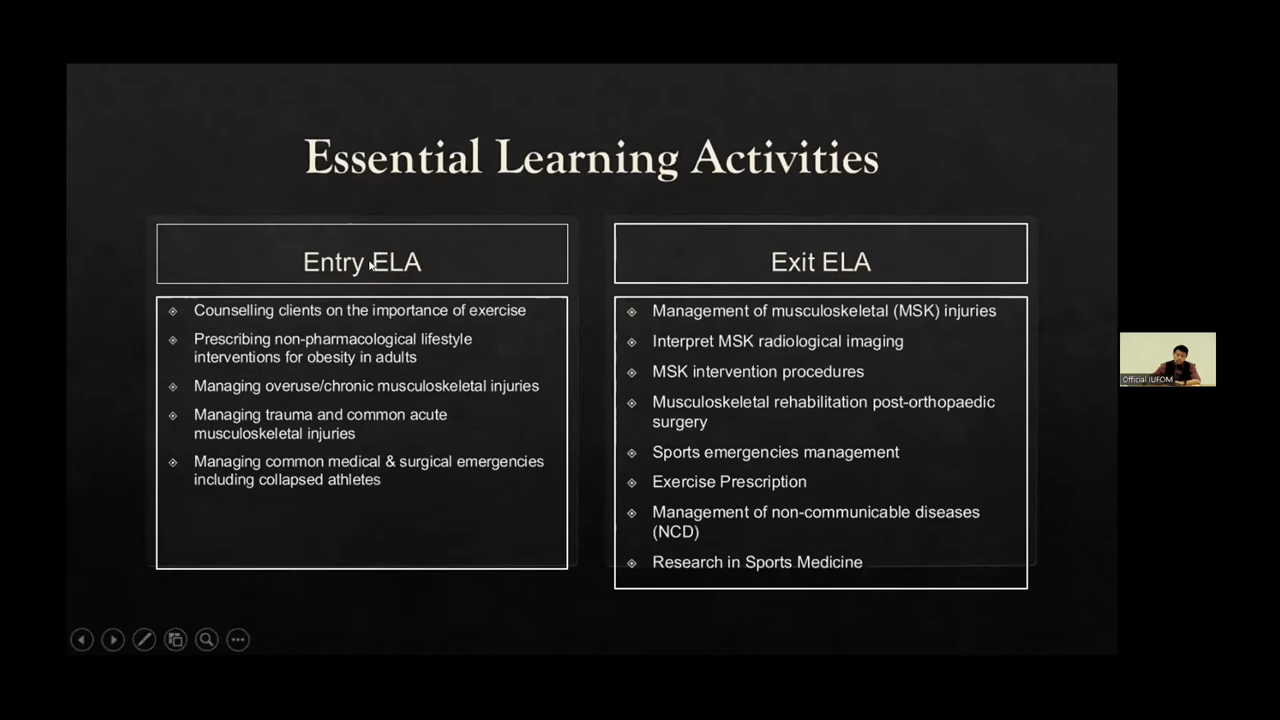 Essential Learning Activities
Entry ELA
Counselling clients on the importance of exercise
Prescribing non-pharmacological lifestyle
interventions for obesity in adults
Managing overuse/chronic musculoskeletal injuries
Managing trauma and common acute
musculoskeletal injuries
Managing common medical & surgical emergencies
including collapsed athletes
Exit ELA
Management of musculoskeletal (MSK) injuries
Interpret MSK radiological imaging
MSK intervention procedures
Musculoskeletal rehabilitation post-orthopaedic
surgery
Sports emergencies management
Exercise Prescription
Management of non-communicable diseases
(NCD)
Research in Sports Medicine
Official IUFOM